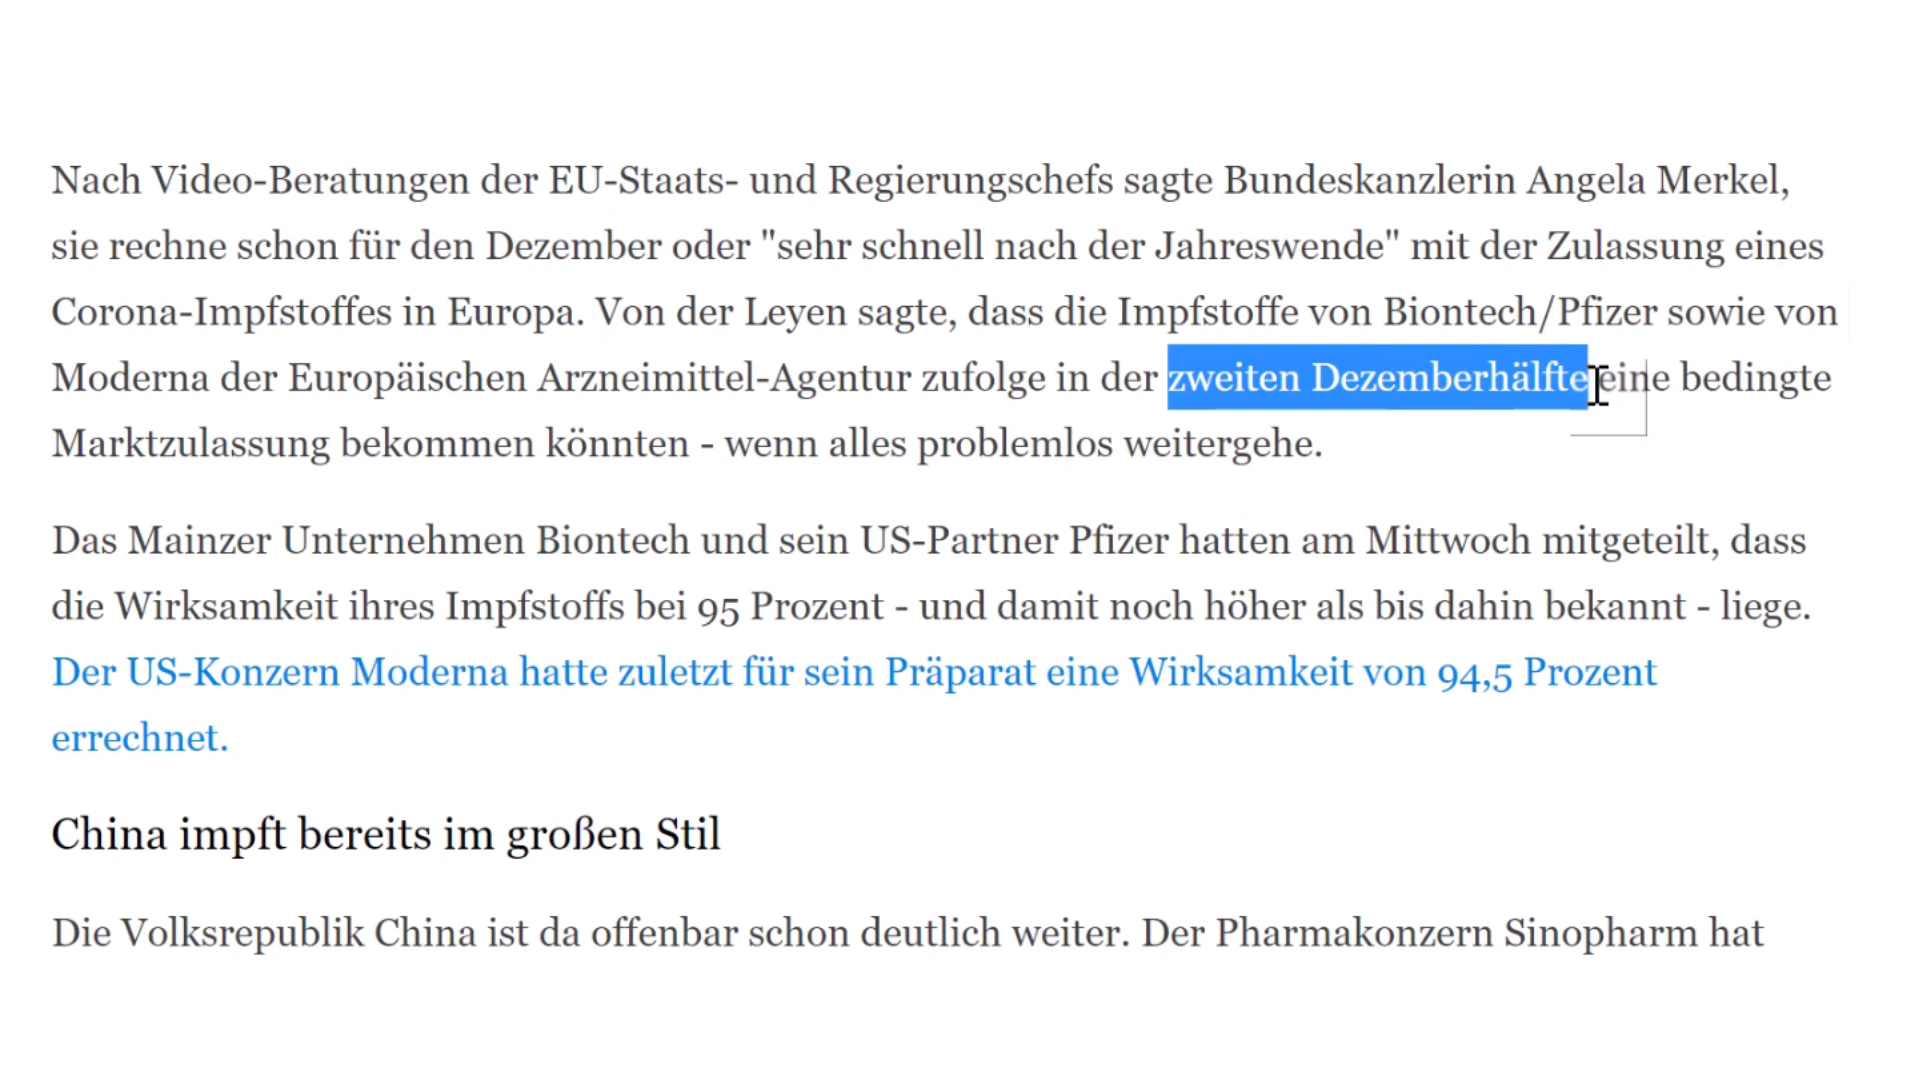 Nach Video-Beratungen der EU-Staats- und Regierungschefs sagte Bundeskanzlerin Angela Merkel,
sie rechne schon für den Dezember oder "sehr schnell nach der Jahreswende" mit der Zulassung eines
Corona-Impfstoffes in Europa. Von der Leyen sagte, dass die Impfstoffe von Biontech/Pfizer sowie von
Moderna der Europäischen Arzneimittel-Agentur zufolge in der zweiten Dezemberhälfte eine bedingte
Marktzulassung bekommen könnten - wenn alles problemlos weitergehe.
Das Mainzer Unternehmen Biontech und sein US-Partner Pfizer hatten am Mittwoch mitgeteilt, dass
die Wirksamkeit ihres Impfstoffs bei 95 Prozent - und damit noch höher als bis dahin bekannt - liege.
Der US-Konzern Moderna hatte zuletzt für sein Präparat eine Wirksamkeit von 94,5 Prozent
errechnet.
China impft bereits im großen Stil
Die Volksrepublik China ist da offenbar schon deutlich weiter. Der Pharmakonzern Sinopharm hat